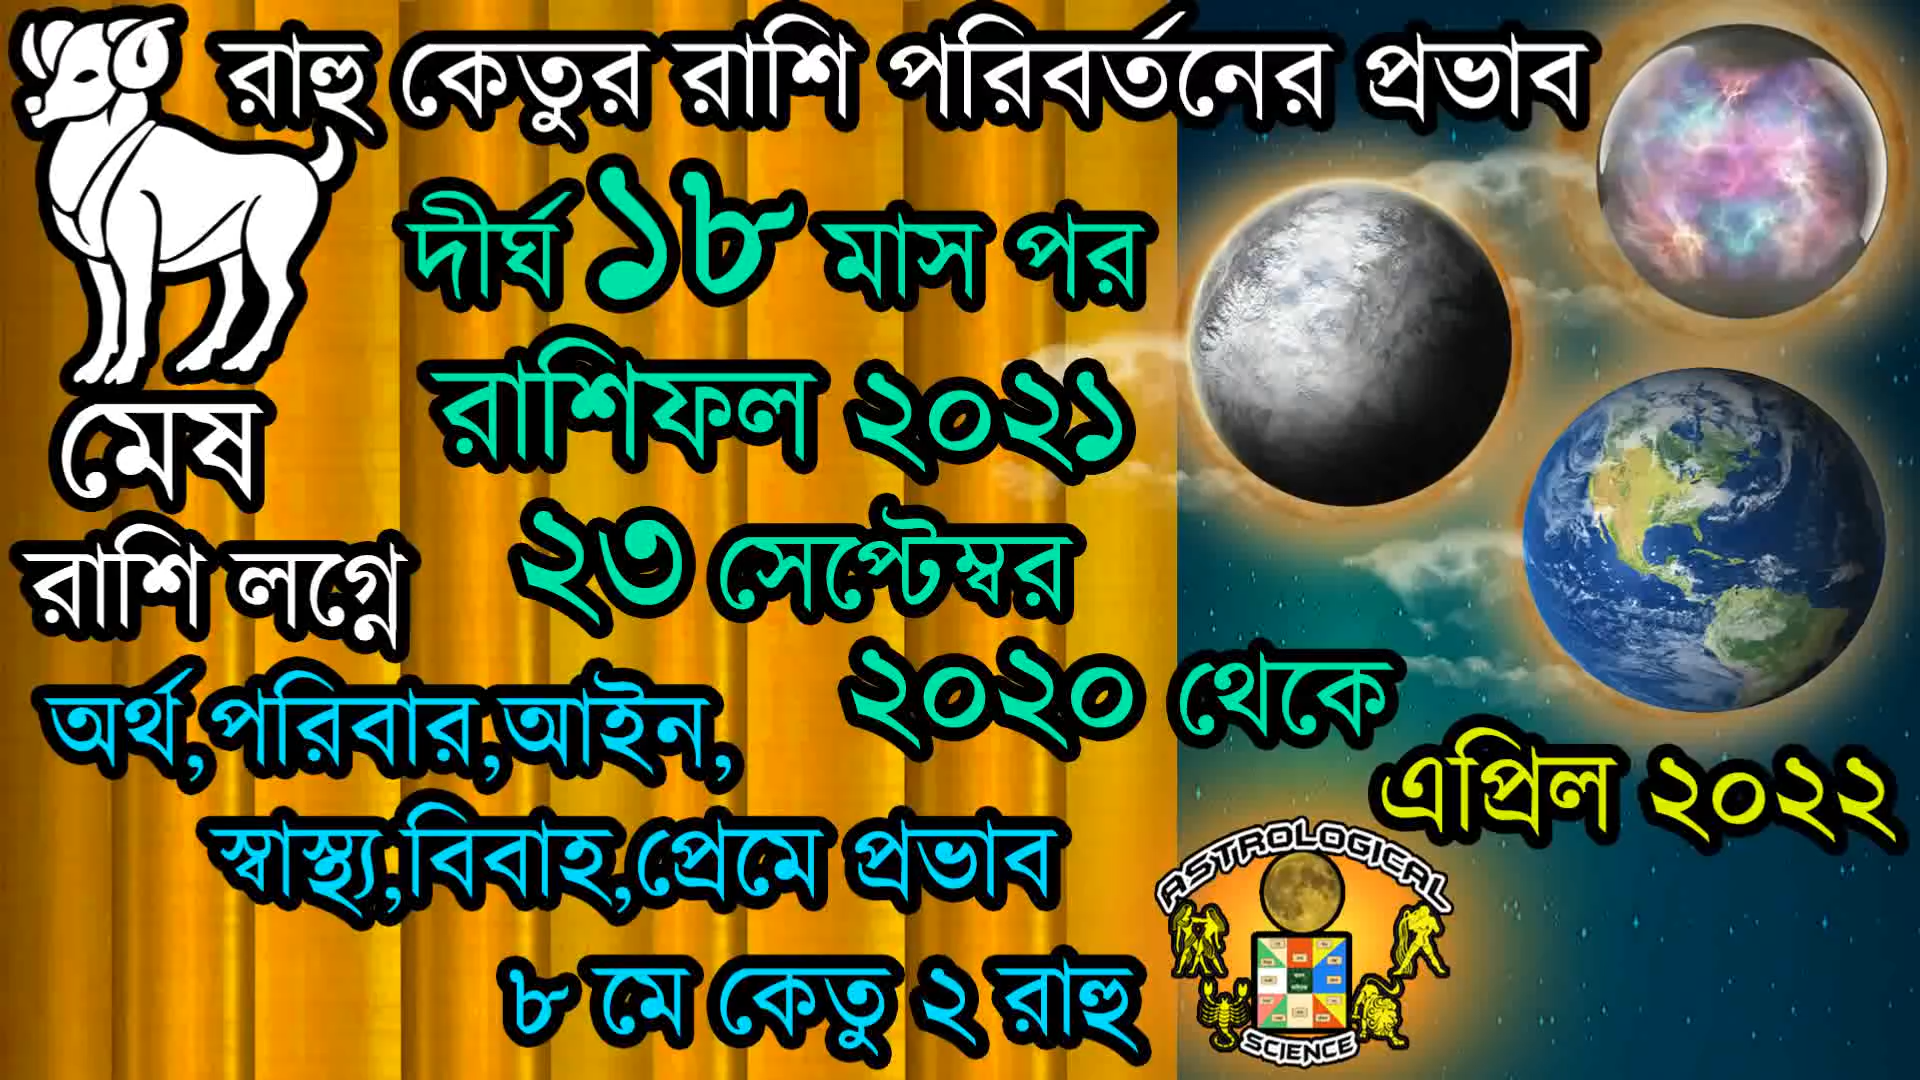 রাহু কেতুর রাশি পরিবর্তনের প্রভাব
দীর্ঘ ১৮ মাস পর
রাশিফল ২০২১
মেষ
রাশি লগ্নে
২৩ সেপ্টেম্বর
২০২০ থেকে
এপ্রিল ২০২২
অর্থ,পরিবার,আইন,
স্বাস্থ্য,বিবাহ,প্রেমে প্রভাব
৮ মে কেতু ২ রাহু
ASTROLOGICAL
SCIENCE